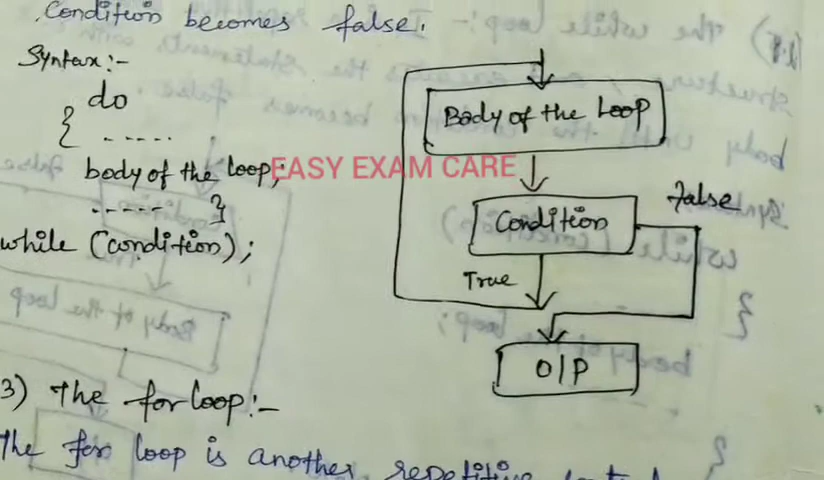 Condition becomes false.
Syntax:-
do
{ .....
body of the loop;
..... }
while (condition);
Body of the Loop
Condition
false
True
O/P
EASY EXAM CARE
3) The for loop:-
The for loop is another repetitive